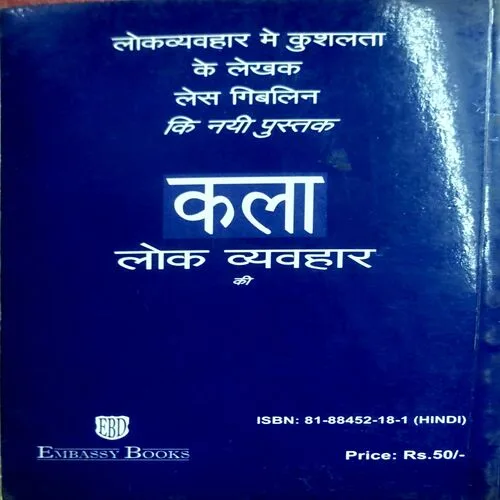 लोकव्यवहार मे कुशलता
के लेखक
लेस गिबलिन
कि नयी पुस्तक
कला
लोक व्यवहार
की
EBD
EMBASSY BOOKS
ISBN: 81-88452-18-1 (HINDI)
Price: Rs.50/-